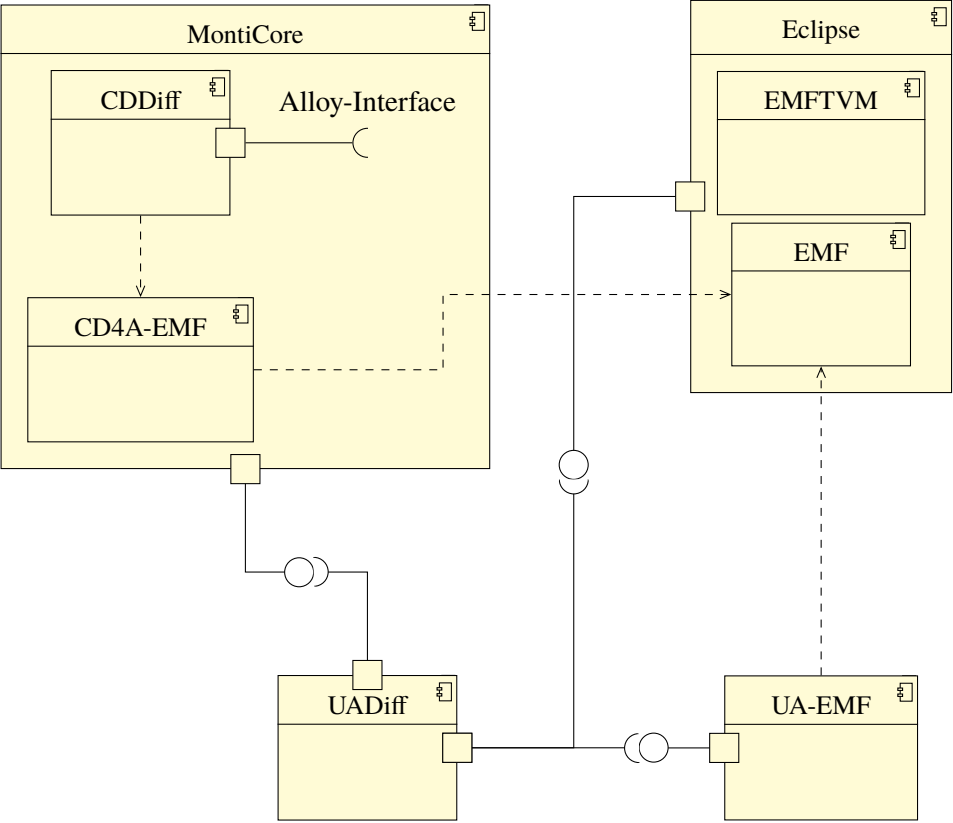 MontiCore
CDDiff
Alloy-Interface
CD4A-EMF
Eclipse
EMFTVM
EMF
UADiff
UA-EMF